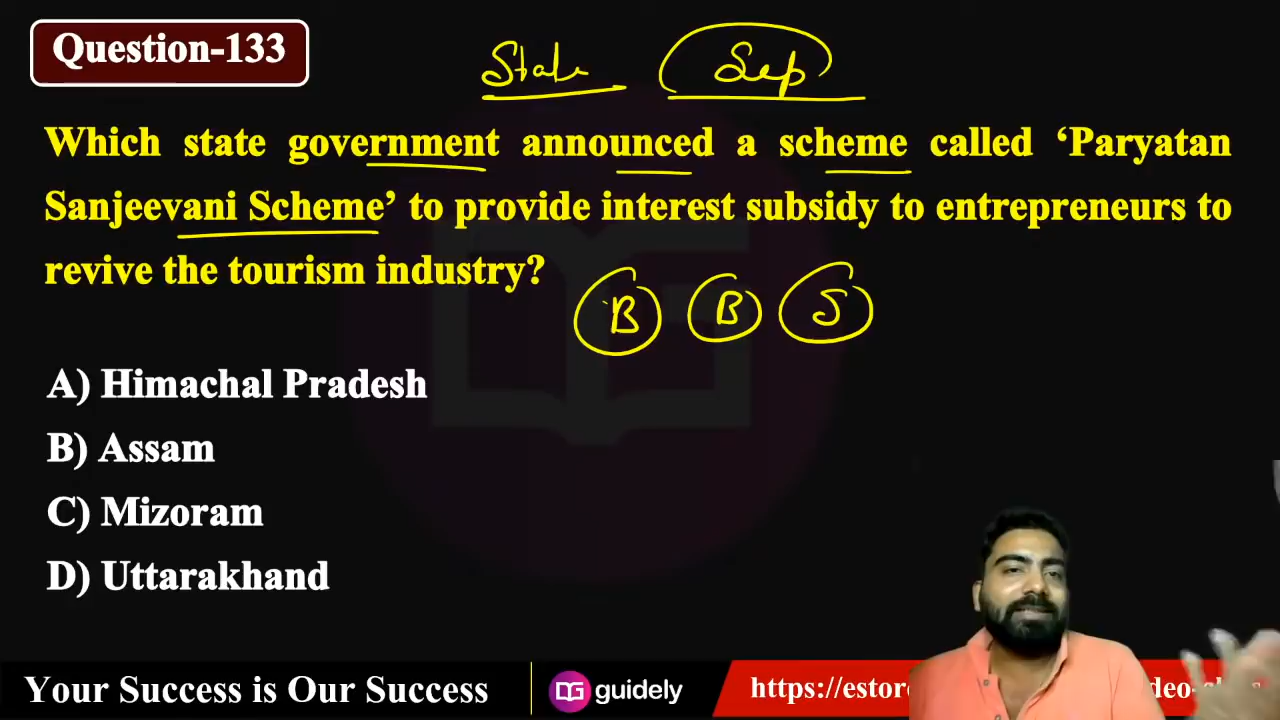 Question-133
State Sep
Which state government announced a scheme called ‘Paryatan
Sanjeevani Scheme’ to provide interest subsidy to entrepreneurs to
revive the tourism industry?
B B S
A) Himachal Pradesh
B) Assam
C) Mizoram
D) Uttarakhand
Your Success is Our Success
guidely
https://estor